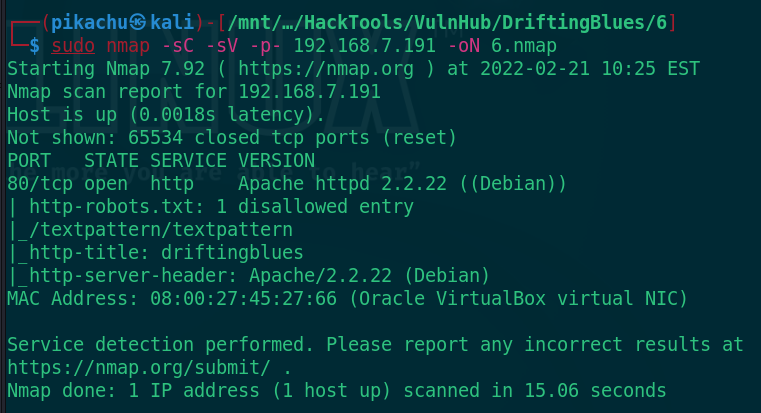 ┌──(pikachu㉿kali)-[/mnt/…/HackTools/VulnHub/DriftingBlues/6]
└─$ sudo nmap -sC -sV -p- 192.168.7.191 -oN 6.nmap
Starting Nmap 7.92 ( https://nmap.org ) at 2022-02-21 10:25 EST
Nmap scan report for 192.168.7.191
Host is up (0.0018s latency).
Not shown: 65534 closed tcp ports (reset)
PORT   STATE SERVICE VERSION
80/tcp open  http    Apache httpd 2.2.22 ((Debian))
| http-robots.txt: 1 disallowed entry
|_/textpattern/textpattern
|_http-title: driftingblues
|_http-server-header: Apache/2.2.22 (Debian)
MAC Address: 08:00:27:45:27:66 (Oracle VirtualBox virtual NIC)
Service detection performed. Please report any incorrect results at
https://nmap.org/submit/ .
Nmap done: 1 IP address (1 host up) scanned in 15.06 seconds